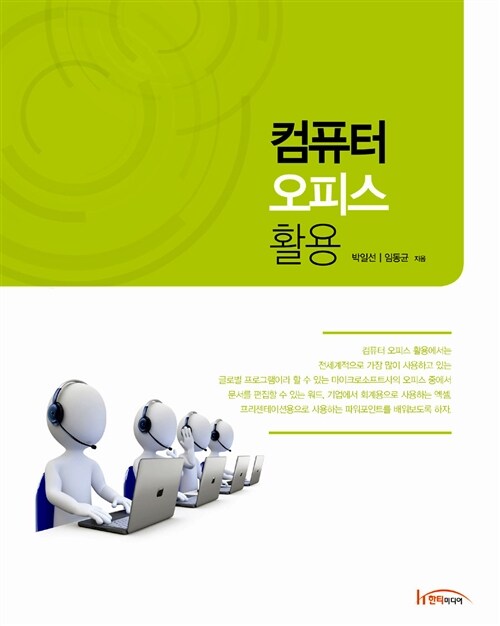 컴퓨터
오피스
활용
박일선 | 임동균 지음
컴퓨터 오피스 활용에서는
전세계적으로 가장 많이 사용하고 있는
글로벌 프로그램이라 할 수 있는 마이크로소프트사의 오피스 중에서
문서를 편집할 수 있는 워드, 기업에서 회계용으로 사용하는 엑셀,
프리젠테이션용으로 사용하는 파워포인트를 배워보도록 하자.
한티미디어